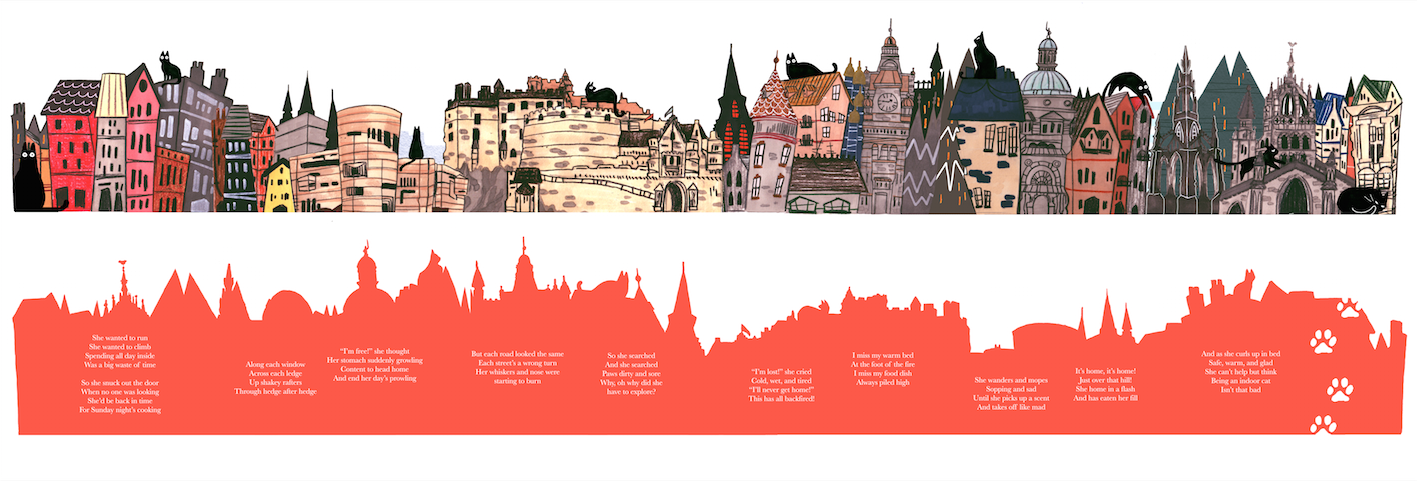 She wanted to run
She wanted to climb
Spending all day inside
Was a big waste of time
So she snuck out the door
When no one was looking
She'd be back in time
For Sunday night's cooking
Along each window
Across each ledge
Up shakey rafters
Through hedge after hedge
“I'm free!” she thought
Her stomach suddenly growling
Content to head home
And end her day's prowling
But each road looked the same
Each street's a wrong turn
Her whiskers and nose were
starting to burn
So she searched
And she searched
Paws dirty and sore
Why, oh why did she
have to explore?
“I'm lost!” she cried
Cold, wet, and tired
“I'll never get home!”
This has all backfired!
I miss my warm bed
At the foot of the fire
I miss my food dish
Always piled high
She wanders and mopes
Sopping and sad
Until she picks up a scent
And takes off like mad
It's home, it's home!
Just over that hill!
She home in a flash
And has eaten her fill
And as she curls up in bed
Safe, warm, and glad
She can't help but think
Being an indoor cat
Isn't that bad